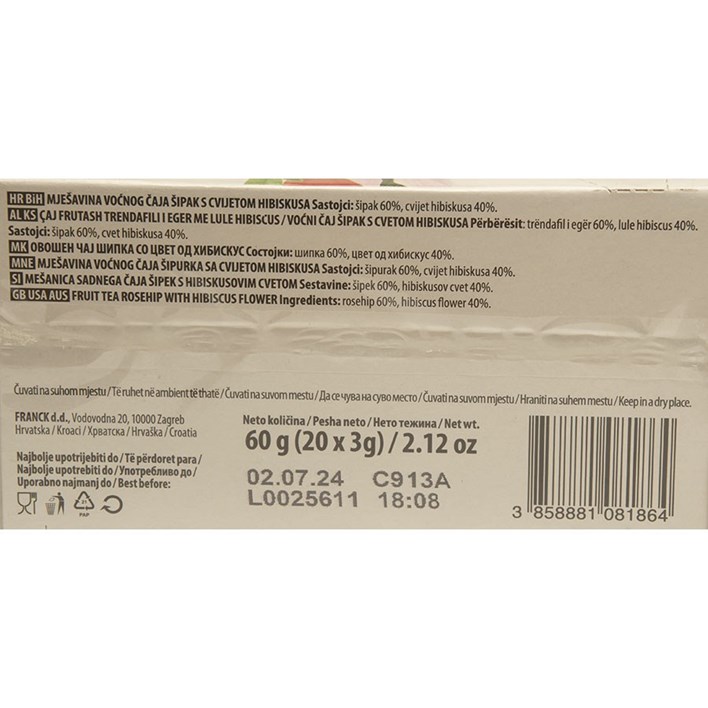 HR BiH MJEŠAVINA VOĆNOG ČAJA ŠIPAK S CVIJETOM HIBISKUSA Sastojci: šipak 60%, cvijet hibiskusa 40%.
AL KS ÇAJ FRUTASH TRENDAFILI I EGER ME LULE HIBISCUS / VOĆNI ČAJ ŠIPAK S CVETOM HIBISKUSA Përbërësit: trëndafil i egër 60%, lule hibiscus 40%.
Sastojci: šipak 60%, cvet hibiskusa 40%.
MK ОВОШЕН ЧАЈ ШИПКА СО ЦВЕТ ОД ХИБИСКУС Состојки: шипка 60%, цвет од хибискус 40%.
MNE MJEŠAVINA VOĆNOG ČAJA ŠIPURKA SA CVIJETOM HIBISKUSA Sastojci: šipurak 60%, cvijet hibiskusa 40%.
SI MEŠANICA SADNEGA ČAJA ŠIPEK S HIBISKUSOVIM CVETOM Sestavine: šipek 60%, hibiskusov cvet 40%.
GB USA AUS FRUIT TEA ROSEHIP WITH HIBISCUS FLOWER Ingredients: rosehip 60%, hibiscus flower 40%.
Čuvati na suhom mjestu / Të ruhet në ambient të thatë / Čuvati na suvom mestu / Да се чува на суво место / Čuvati na suvom mjestu / Hraniti na suhem mestu / Keep in a dry place.
FRANCK d.d., Vodovodna 20, 10000 Zagreb
Hrvatska / Kroaci / Хрватска / Hrvaška / Croatia
Najbolje upotrijebiti do / Të përdoret para /
Najbolje upotrebiti do / Употребливо до /
Uporabno najmanj do / Best before:
PAP
Neto količina / Pesha neto / Нето тежина / Net wt.
60 g (20 x 3g) / 2.12 oz
02.07.24 C913A
L0025611 18:08
3 858881 081864